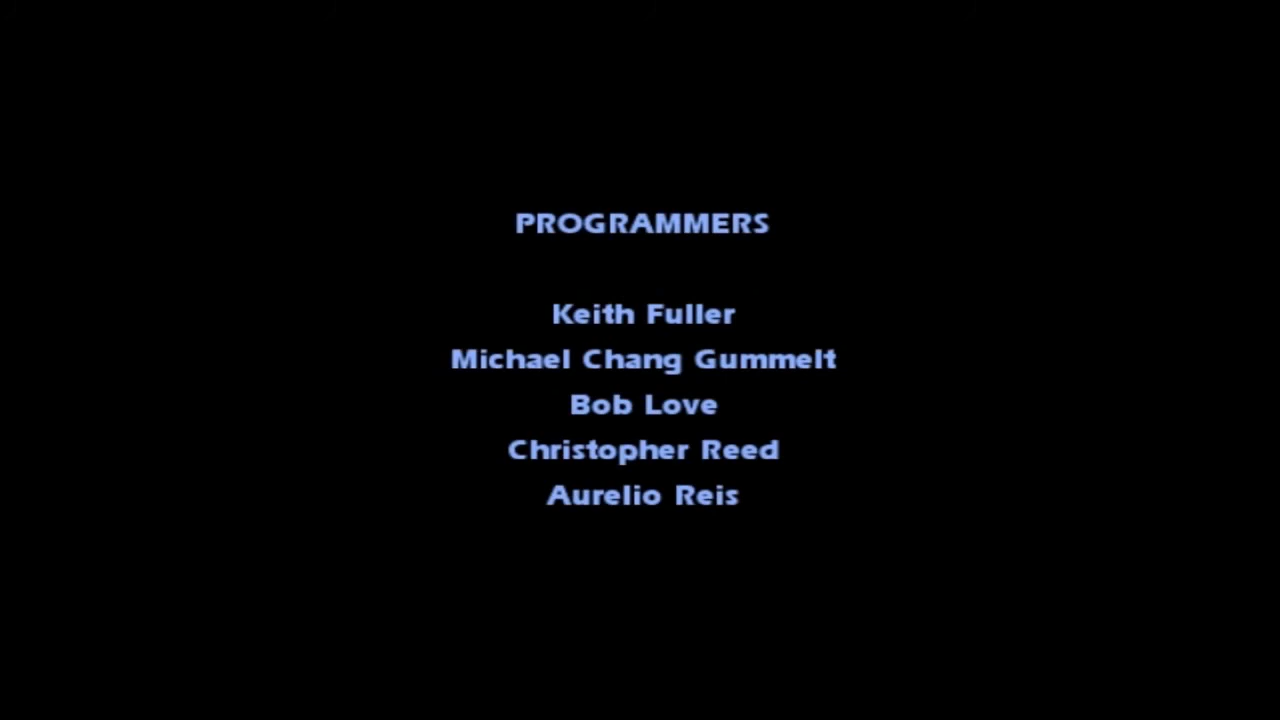 PROGRAMMERS
Keith Fuller
Michael Chang Gummelt
Bob Love
Christopher Reed
Aurelio Reis